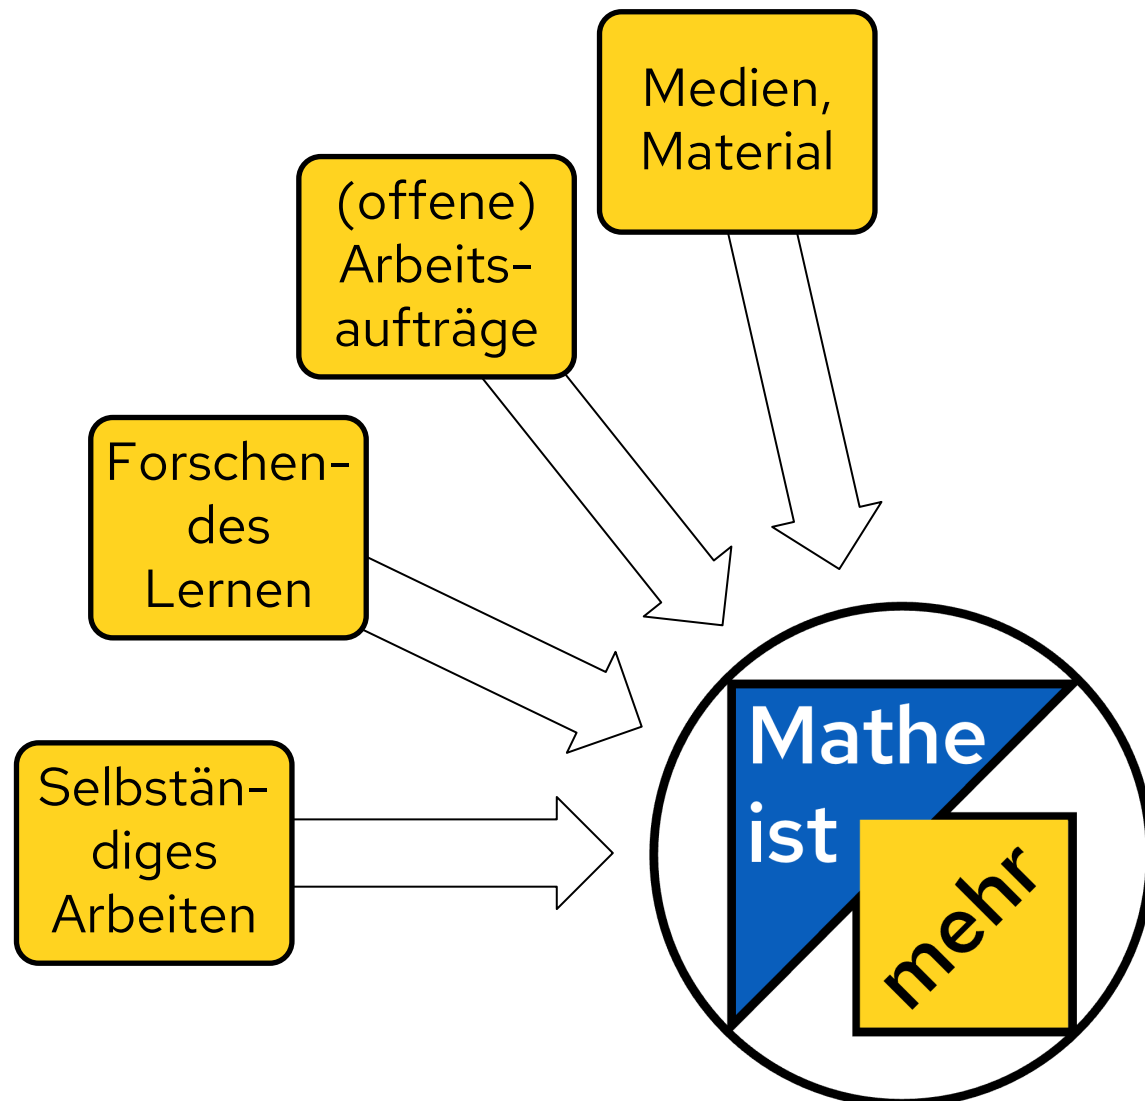 Medien,
Material
(offene)
Arbeits-
aufträge
Forschen-
des
Lernen
Selbstän-
diges
Arbeiten
Mathe
ist
mehr